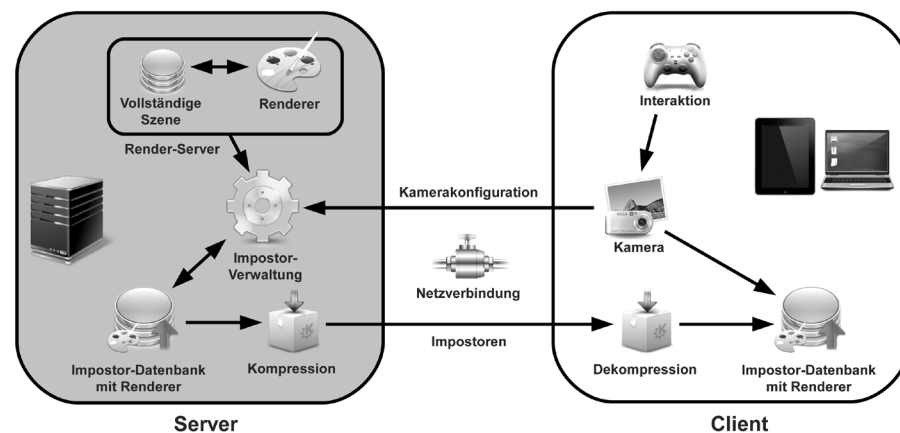 Vollständige
Szene
Renderer
Render-Server
Interaktion
Kamerakonfiguration
Kamera
Impostor-
Verwaltung
Netzverbindung
Impostor-Datenbank
mit Renderer
Kompression
Impostoren
Dekompression
Impostor-Datenbank
mit Renderer
Server
Client